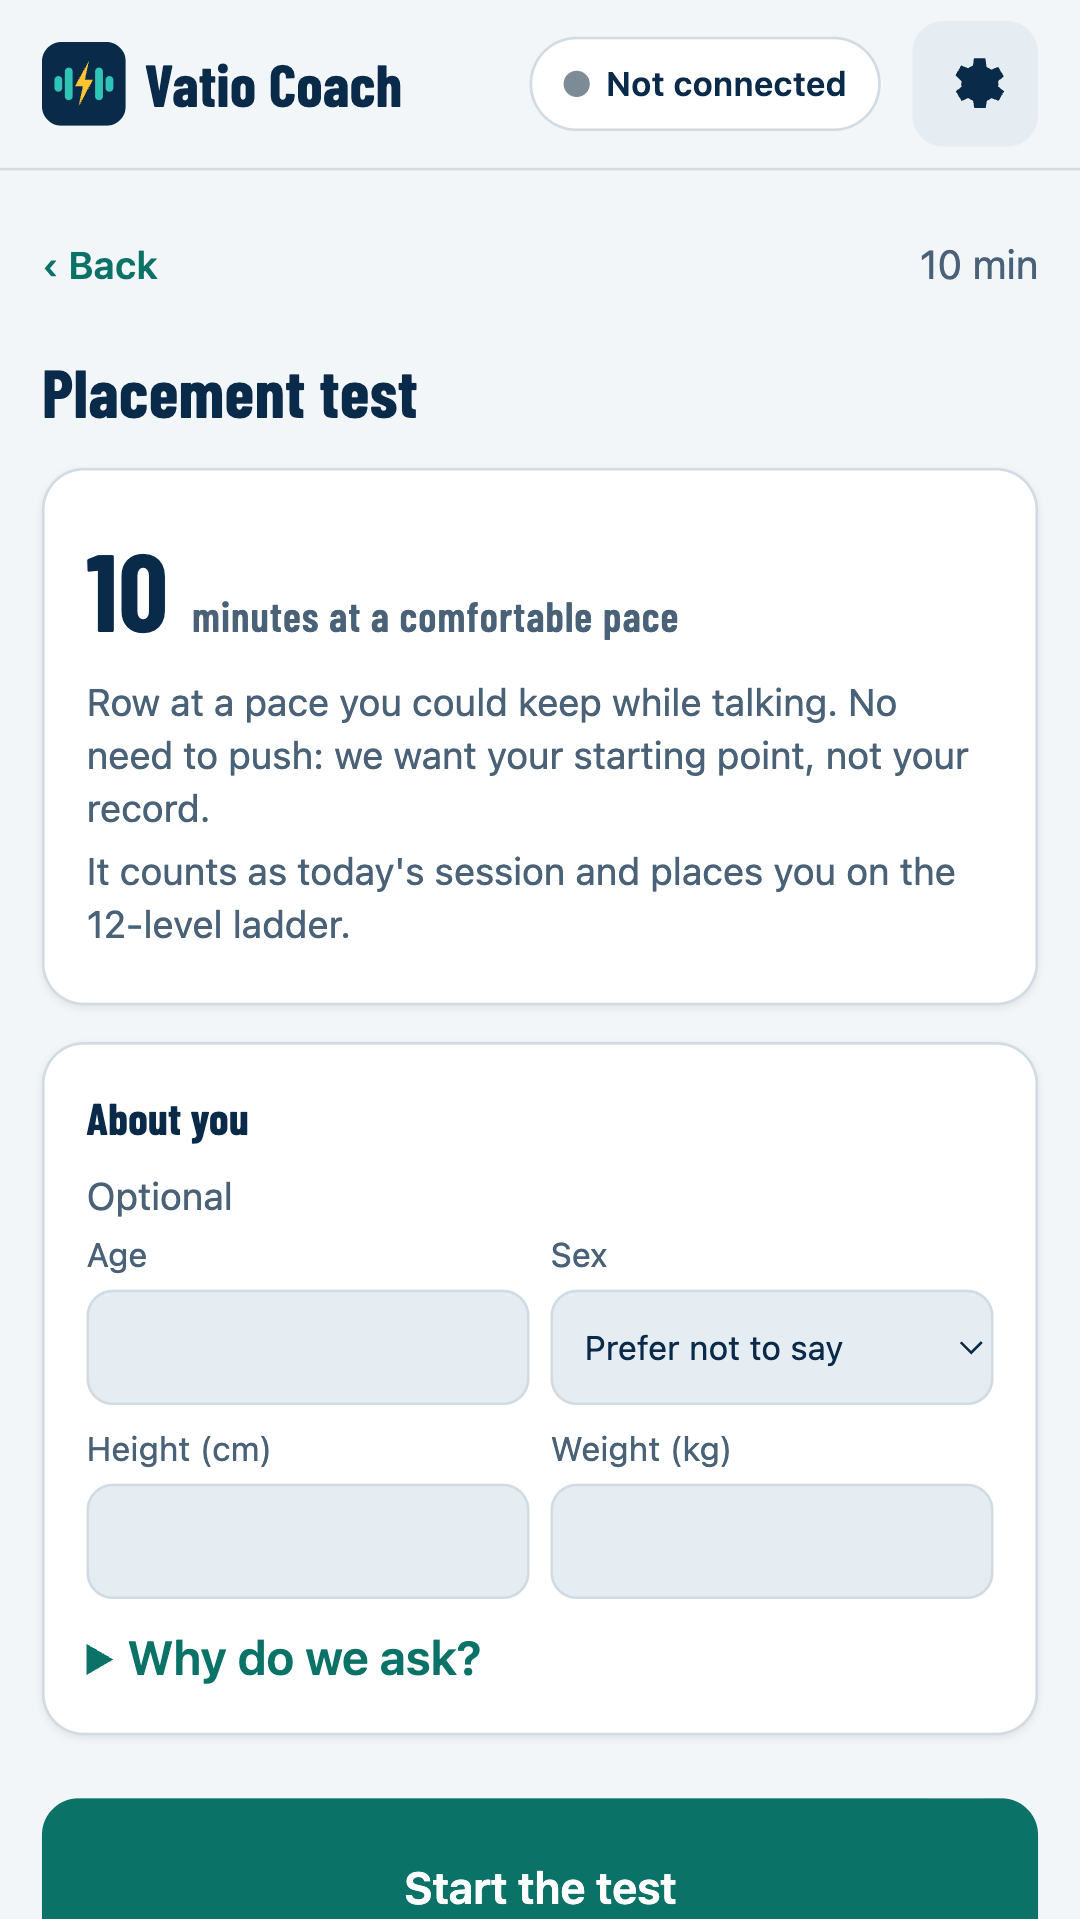 Vatio Coach
Not connected
‹ Back
10 min
Placement test
10 minutes at a comfortable pace
Row at a pace you could keep while talking. No
need to push: we want your starting point, not your
record.
It counts as today's session and places you on the
12-level ladder.
About you
Optional
Age
Sex
Prefer not to say
Height (cm)
Weight (kg)
Why do we ask?
Start the test